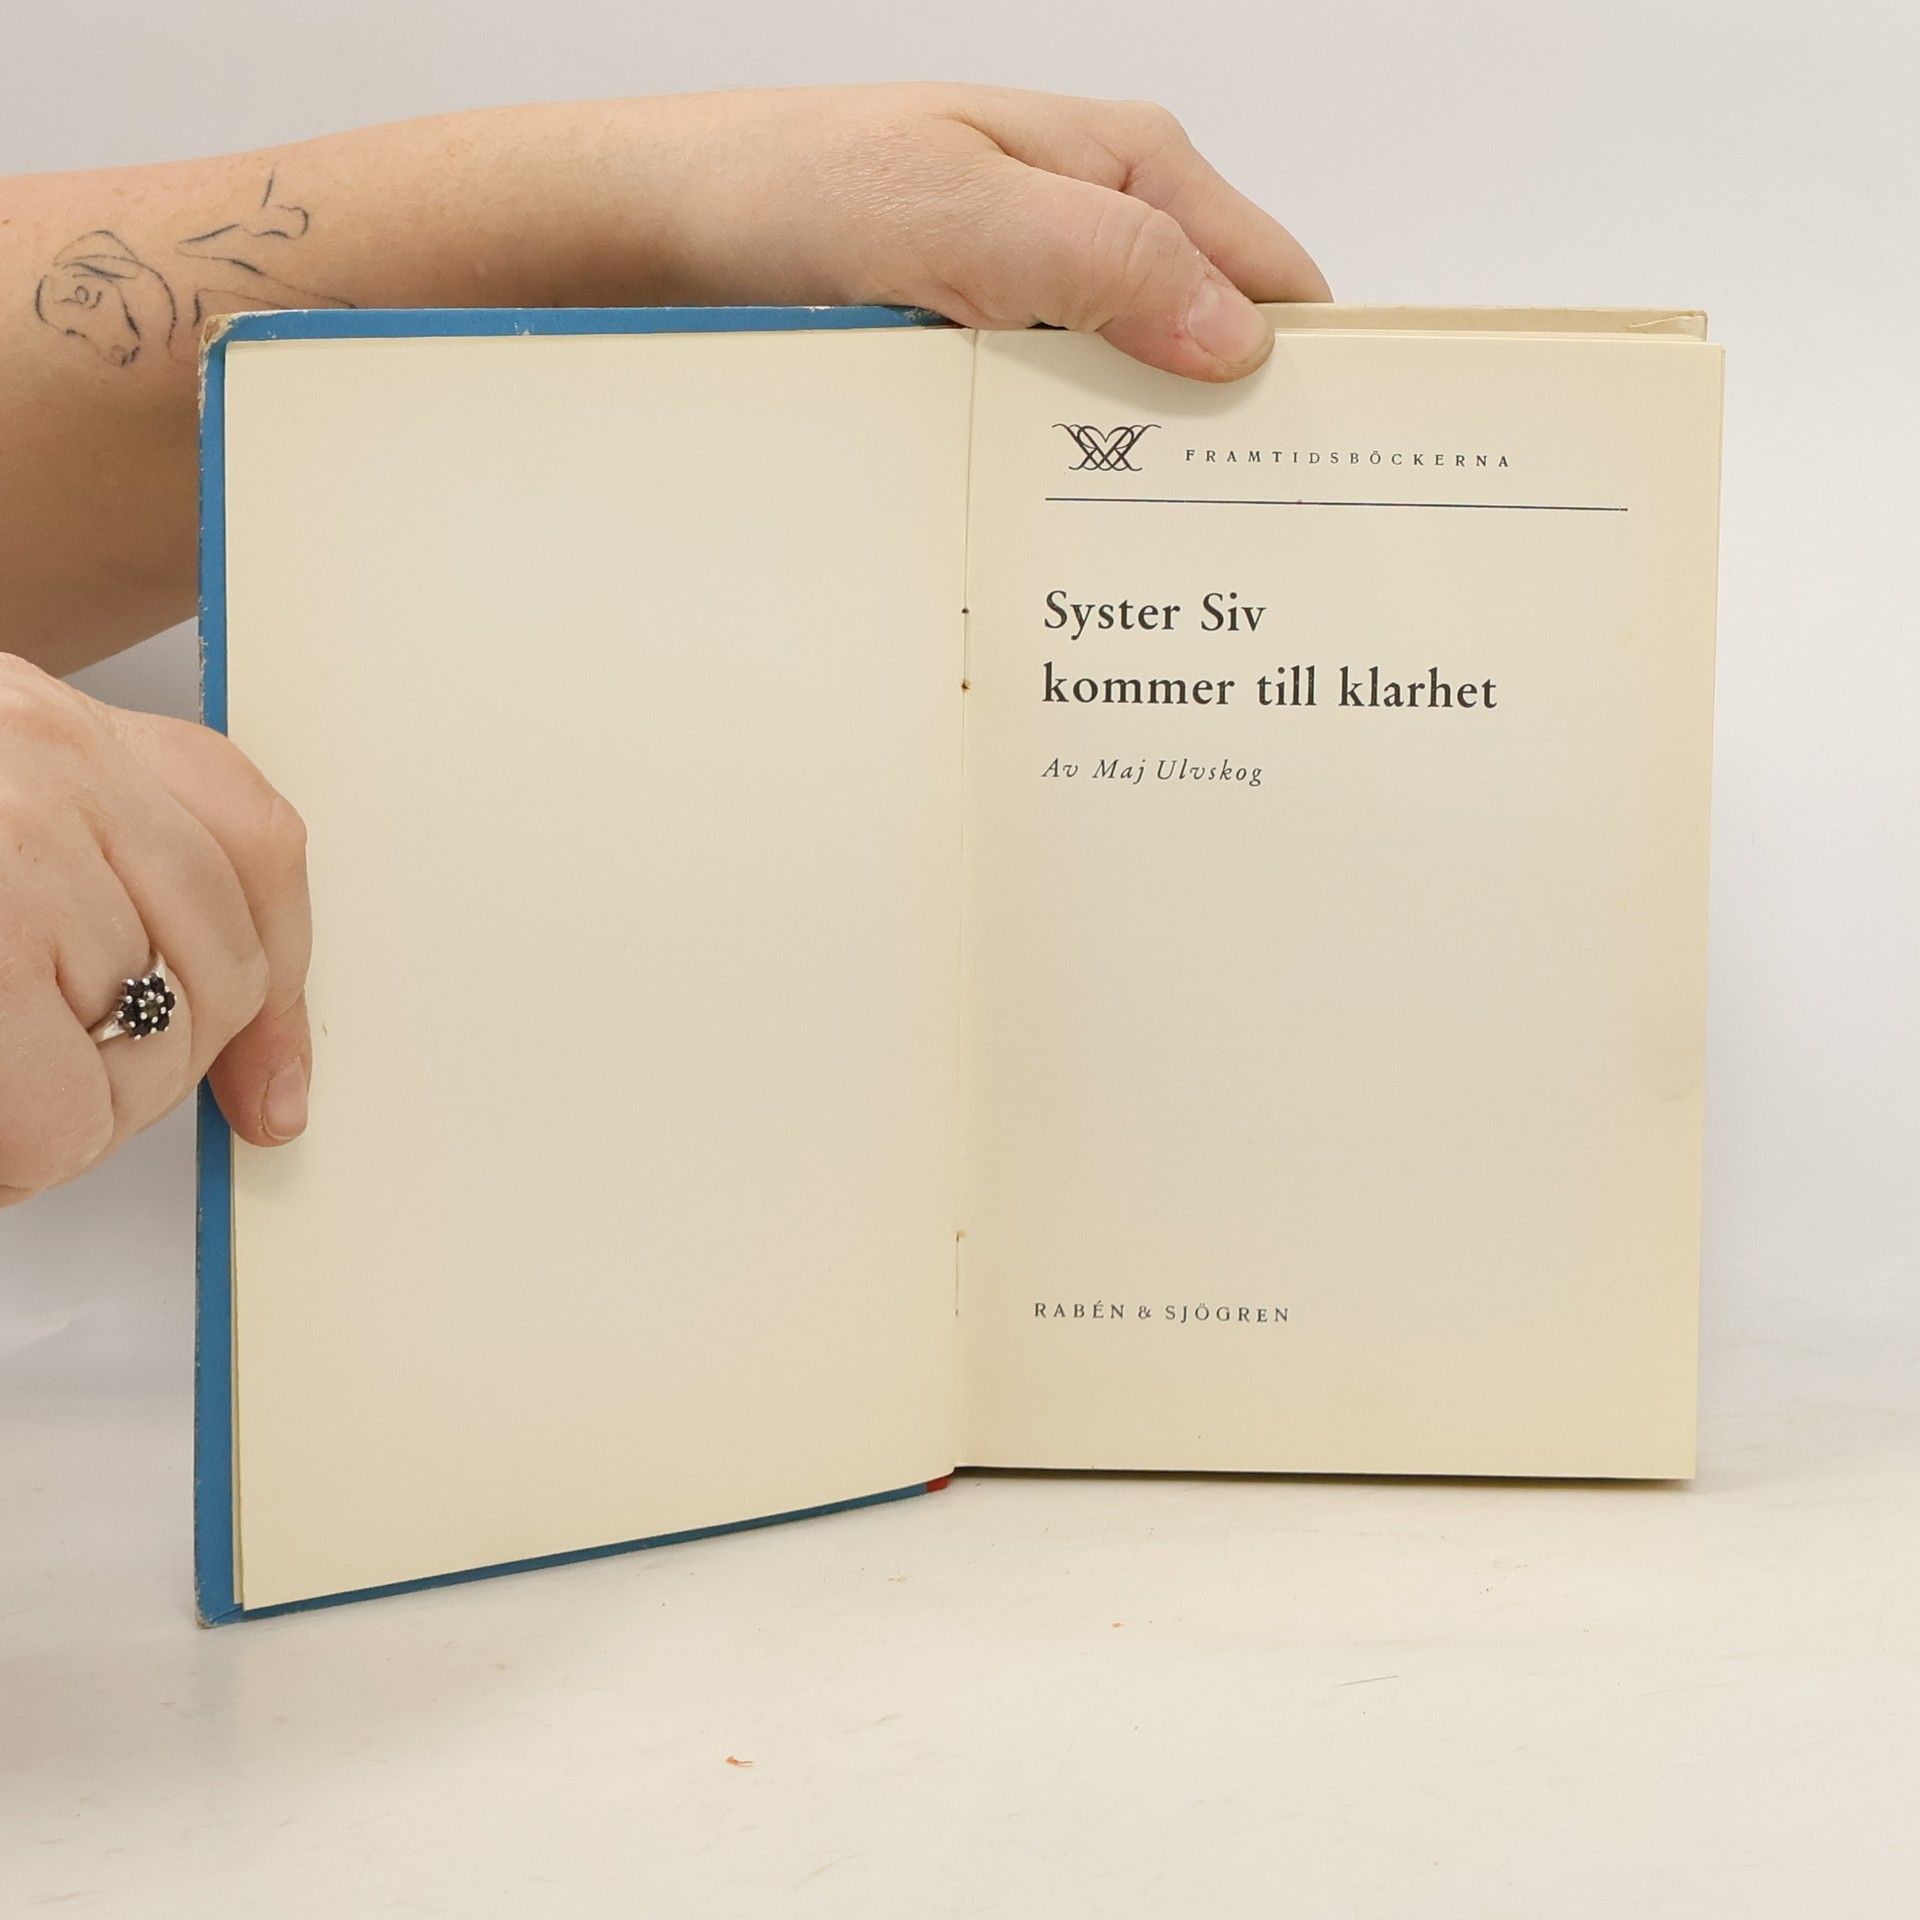 FRAMTIDSBÖCKERNA
Syster Siv
kommer till klarhet
Av Maj Ulvskog
RABÉN & SJÖGREN